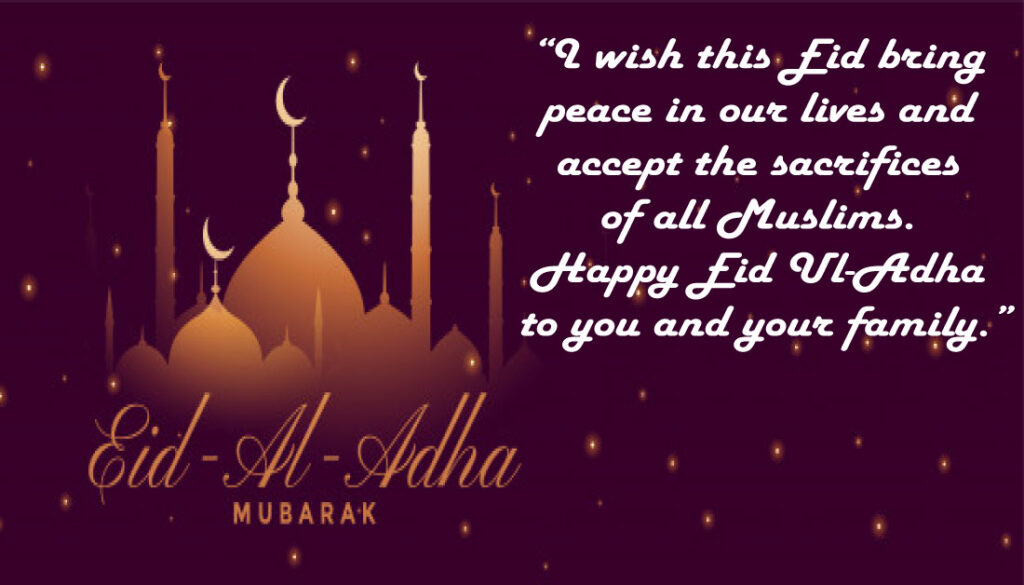 “I wish this Eid bring
peace in our lives and
accept the sacrifices
of all Muslims.
Happy Eid Ul-Adha
to you and your family.”
Eid-Al-Adha
MUBARAK